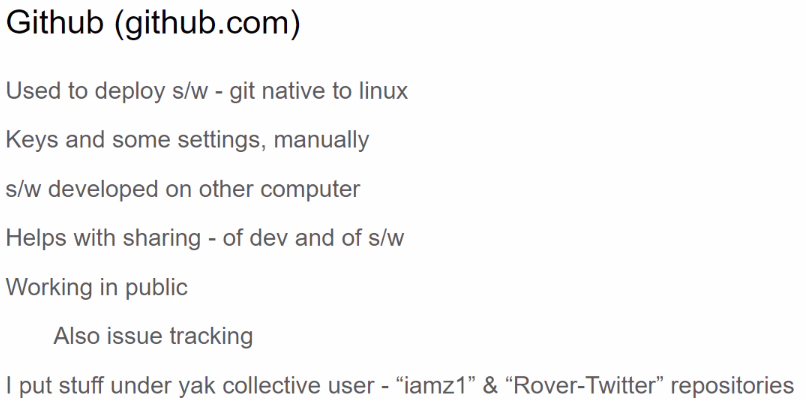 Github (github.com)
Used to deploy s/w - git native to linux
Keys and some settings, manually
s/w developed on other computer
Helps with sharing - of dev and of s/w
Working in public
Also issue tracking
I put stuff under yak collective user - “iamz1” & “Rover-Twitter” repositories